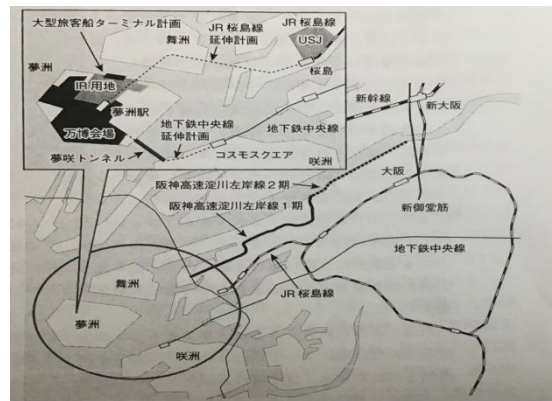 大型旅客船ターミナル計画
舞洲
JR桜島線
延伸計画
JR桜島線
USJ
桜島
夢洲
IR用地
夢洲駅
万博会場
地下鉄中央線
延伸計画
夢咲トンネル
コスモスクエア
地下鉄中央線
咲洲
新幹線
新大阪
大阪
新御堂筋
阪神高速淀川左岸線2期
阪神高速淀川左岸線1期
地下鉄中央線
JR桜島線
舞洲
夢洲
咲洲